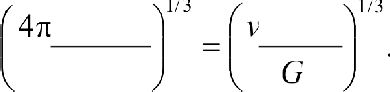 (4π———)^{1/3} = (ν——— / G)^{1/3}.